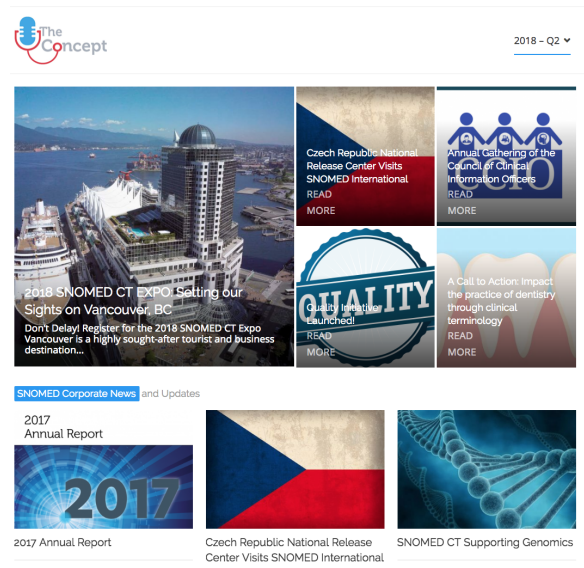 The
Concept
2018 – Q2
2018 SNOMED CT EXPO: Setting our
Sights on Vancouver, BC
Don't Delay! Register for the 2018 SNOMED CT Expo
Vancouver is a highly sought-after tourist and business
destination...
Czech Republic National
Release Center Visits
SNOMED International
READ
MORE
CCIO
Annual Gathering of the
Council of Clinical
Information Officers
READ
MORE
QUALITY
Quality Initiative
Launched!
READ
MORE
A Call to Action: Impact
the practice of dentistry
through clinical
terminology
READ
MORE
SNOMED Corporate News and Updates
2017
Annual Report
2017
2017 Annual Report
Czech Republic National Release
Center Visits SNOMED International
SNOMED CT Supporting Genomics